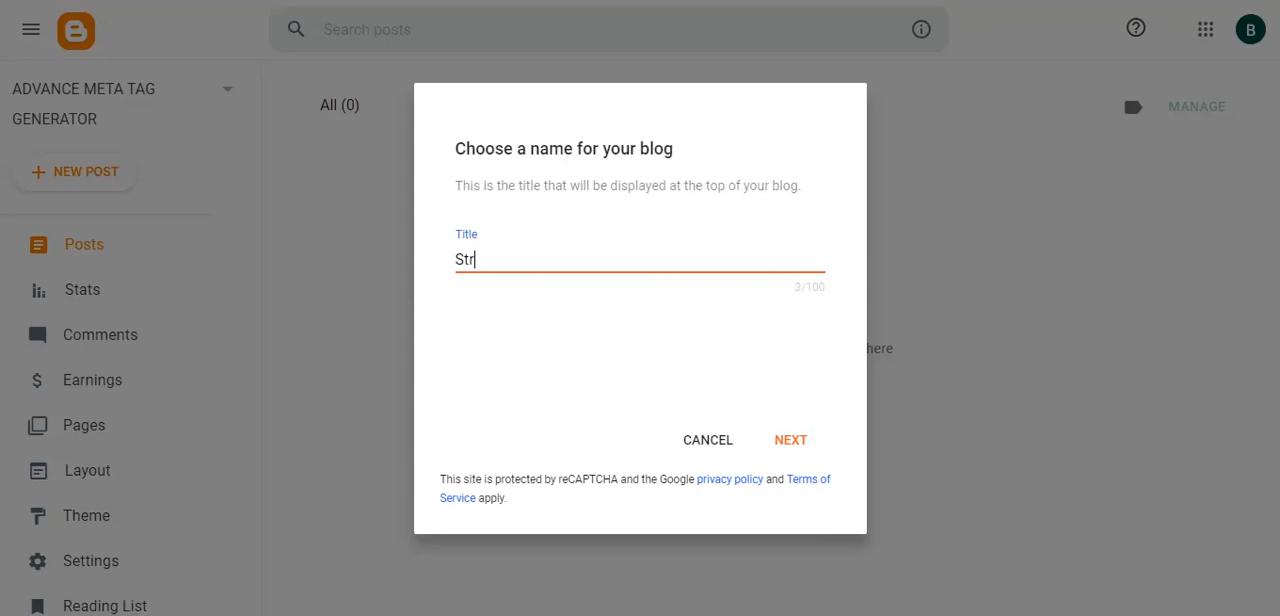 Search posts
B
ADVANCE META TAG
GENERATOR
All (0)
MANAGE
NEW POST
Posts
Stats
Comments
Earnings
Pages
Layout
Theme
Settings
Reading List
Choose a name for your blog
This is the title that will be displayed at the top of your blog.
Title
Str
3/100
here
CANCEL NEXT
This site is protected by reCAPTCHA and the Google privacy policy and Terms of
Service apply.